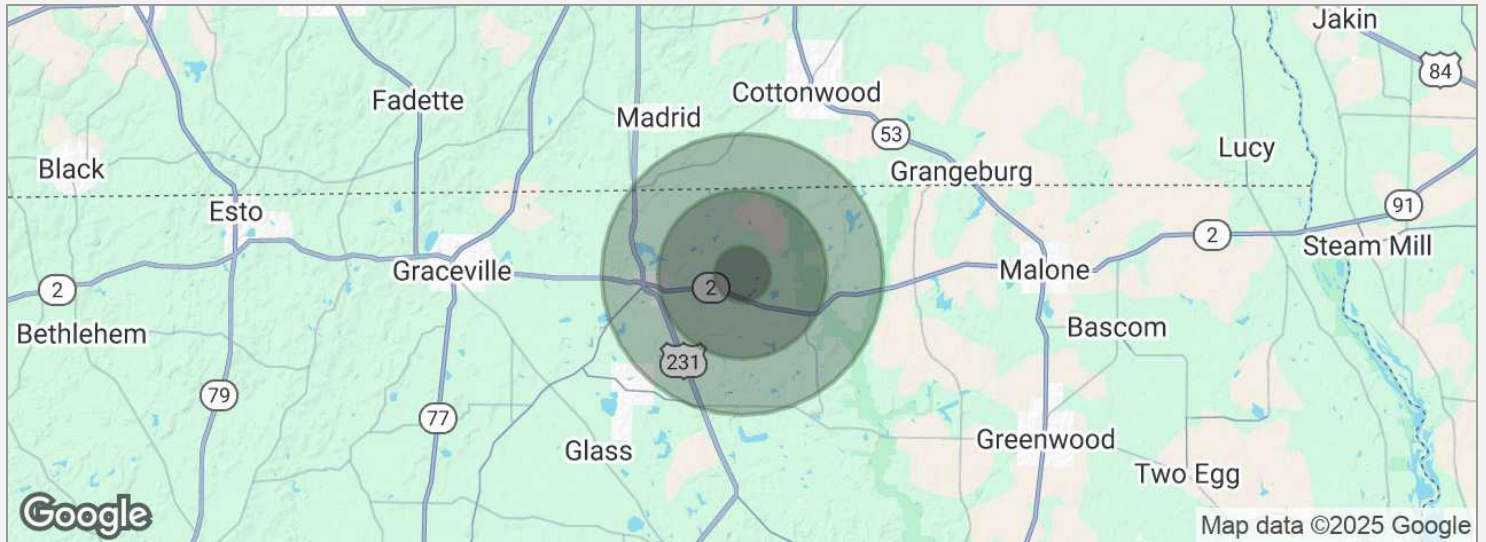 Jakin
84
Fadette
Cottonwood
Madrid
53
Lucy
Black
Grangeburg
Esto
91
2
Steam Mill
Graceville
Malone
2
2
Bethlehem
Bascom
231
79
77
Glass
Greenwood
Two Egg
Google
Map data ©2025 Google